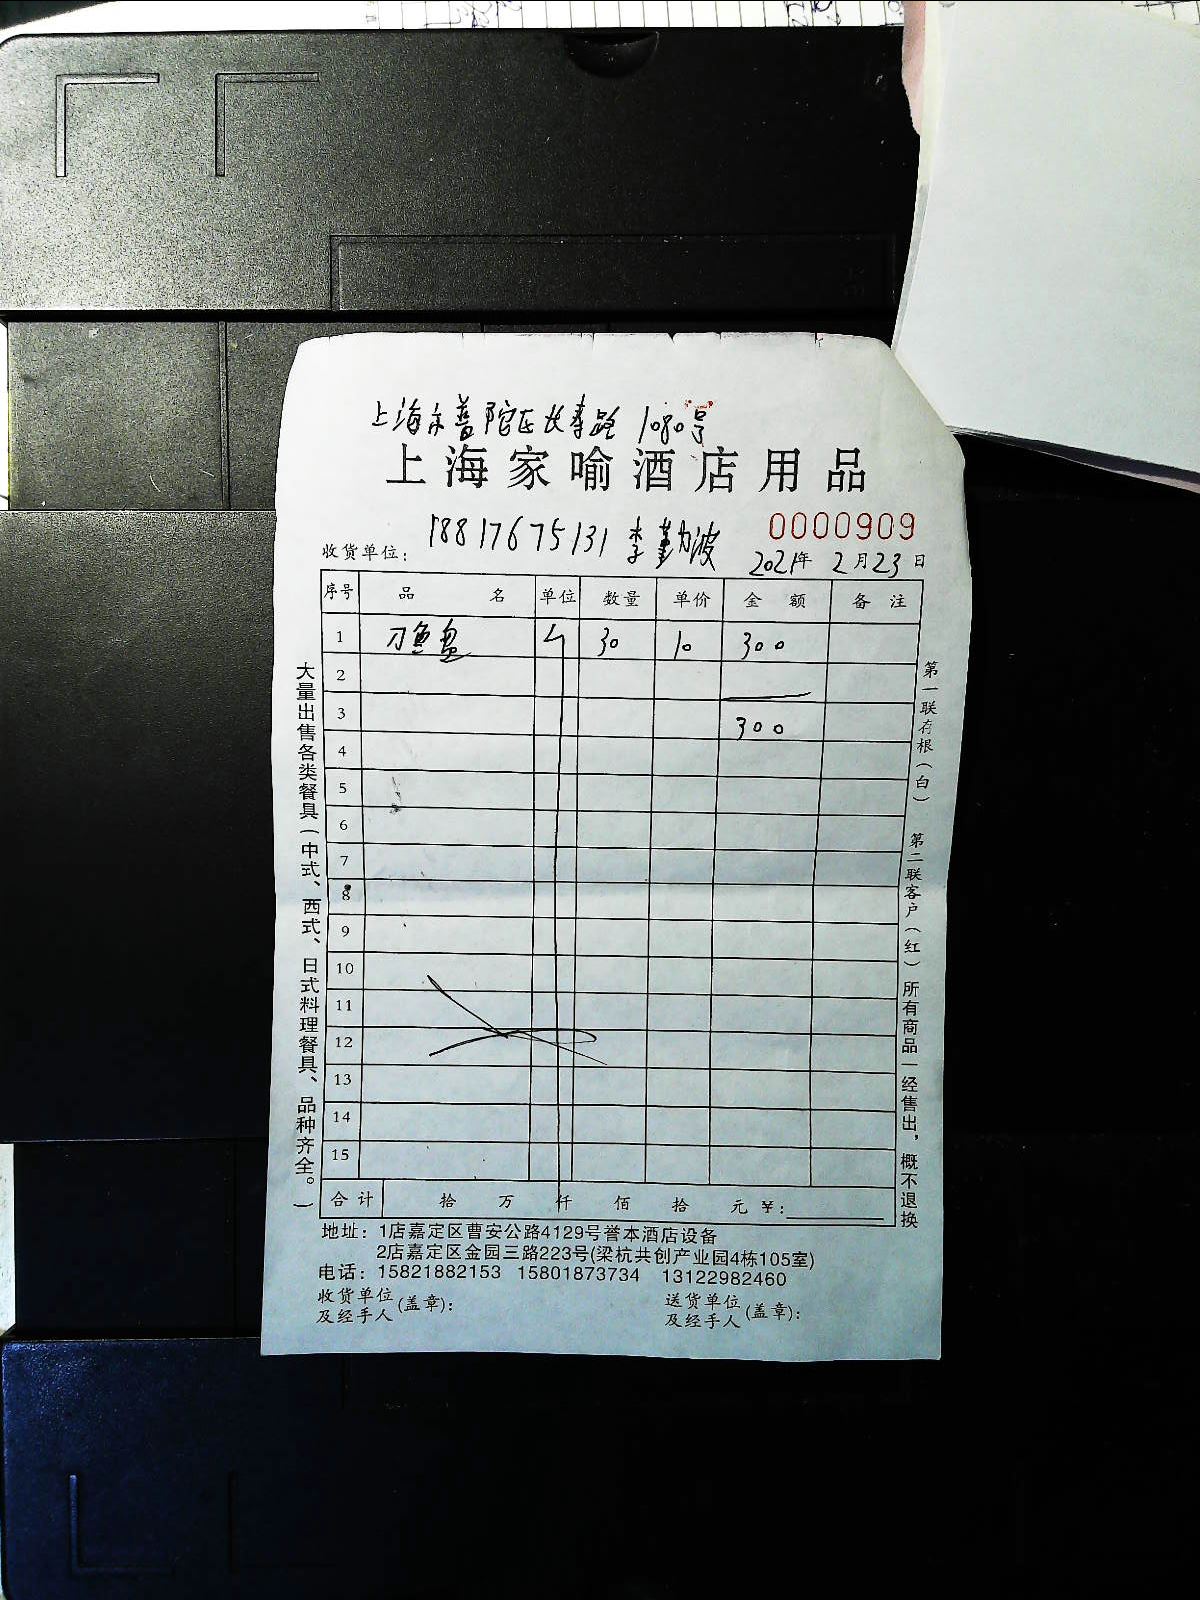 上海市普陀区长寿路1080号
上海家喻酒店用品
18817675131 李勤波
0000909
收货单位：
2021年2月23日
序号 品名 单位 数量 单价 金额 备注
1 刀鱼盘 个 30 10 300
2
3 300
4
5
6
7
8
9
10
11
12
13
14
15
合计 拾 万 仟 佰 拾 元 ¥：
大量出售各类餐具（中式、西式、日式料理餐具、品种齐全。）
第一联存根（白） 第二联客户（红）所有商品一经售出，概不退换
地址：1店嘉定区曹安公路4129号誉本酒店设备
2店嘉定区金园三路223号(梁杭共创产业园4栋105室)
电话：15821882153 15801873734 13122982460
收货单位及经手人(盖章)：
送货单位及经手人(盖章)：